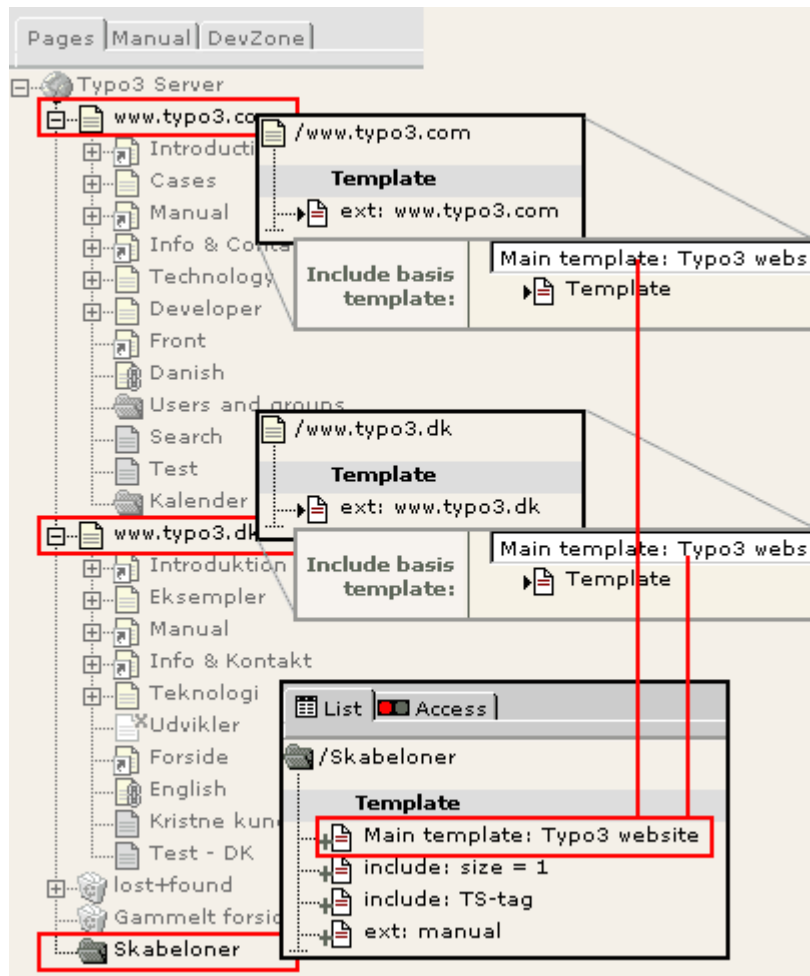 Pages Manual DevZone
Typo3 Server
www.typo3.co
/www.typo3.com
Introducti
Template
Cases
ext: www.typo3.com
Manual
Info & Conta
Main template: Typo3 webs
Include basis
template:
Template
Technology
Developer
Front
Danish
Users and groups
/www.typo3.dk
Search
Template
Test
Kalender
ext: www.typo3.dk
www.typo3.dk
Main template: Typo3 webs
Include basis
template:
Template
Introduktion
Eksempler
Manual
Info & Kontakt
Teknologi
List Access
Udvikler
Forside
/Skabeloner
English
Template
Kristne kun
Main template: Typo3 website
Test - DK
include: size = 1
lost+found
include: TS-tag
Gammelt forsid
ext: manual
Skabeloner